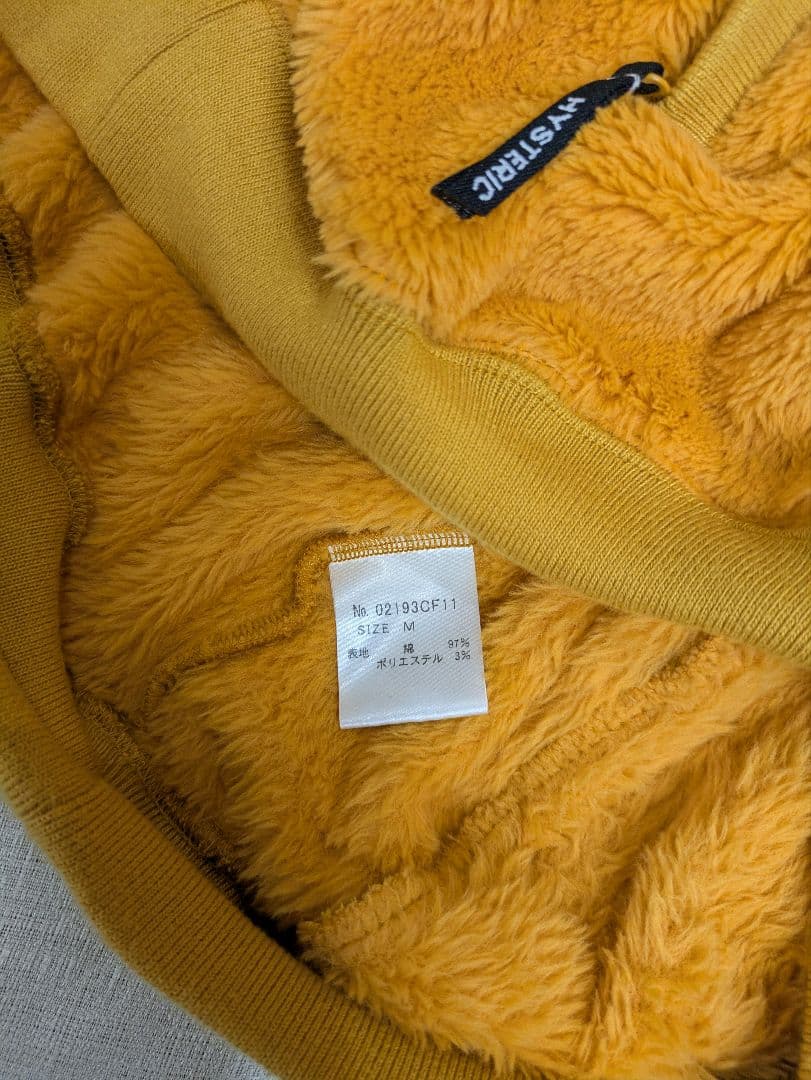 HYSTERIC
No. 02193CF11
SIZE M
表地 綿 97%
ポリエステル 3%